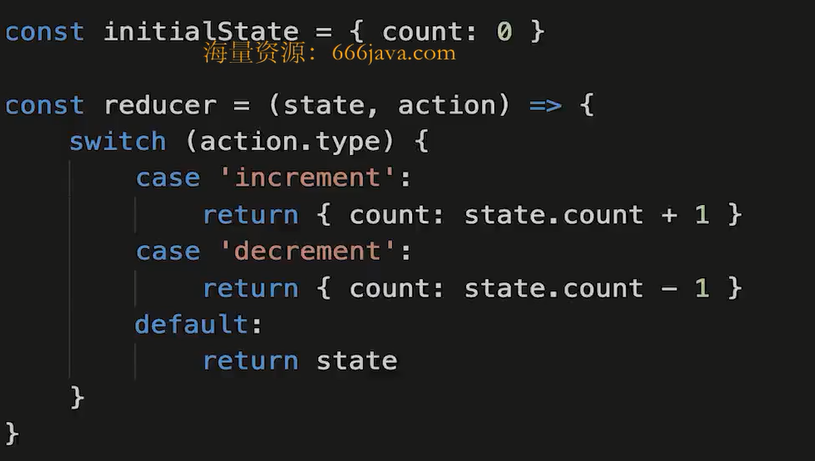 const initialState = { count: 0 }
海量资源：666java.com
const reducer = (state, action) => {
    switch (action.type) {
        case 'increment':
            return { count: state.count + 1 }
        case 'decrement':
            return { count: state.count - 1 }
        default:
            return state
    }
}